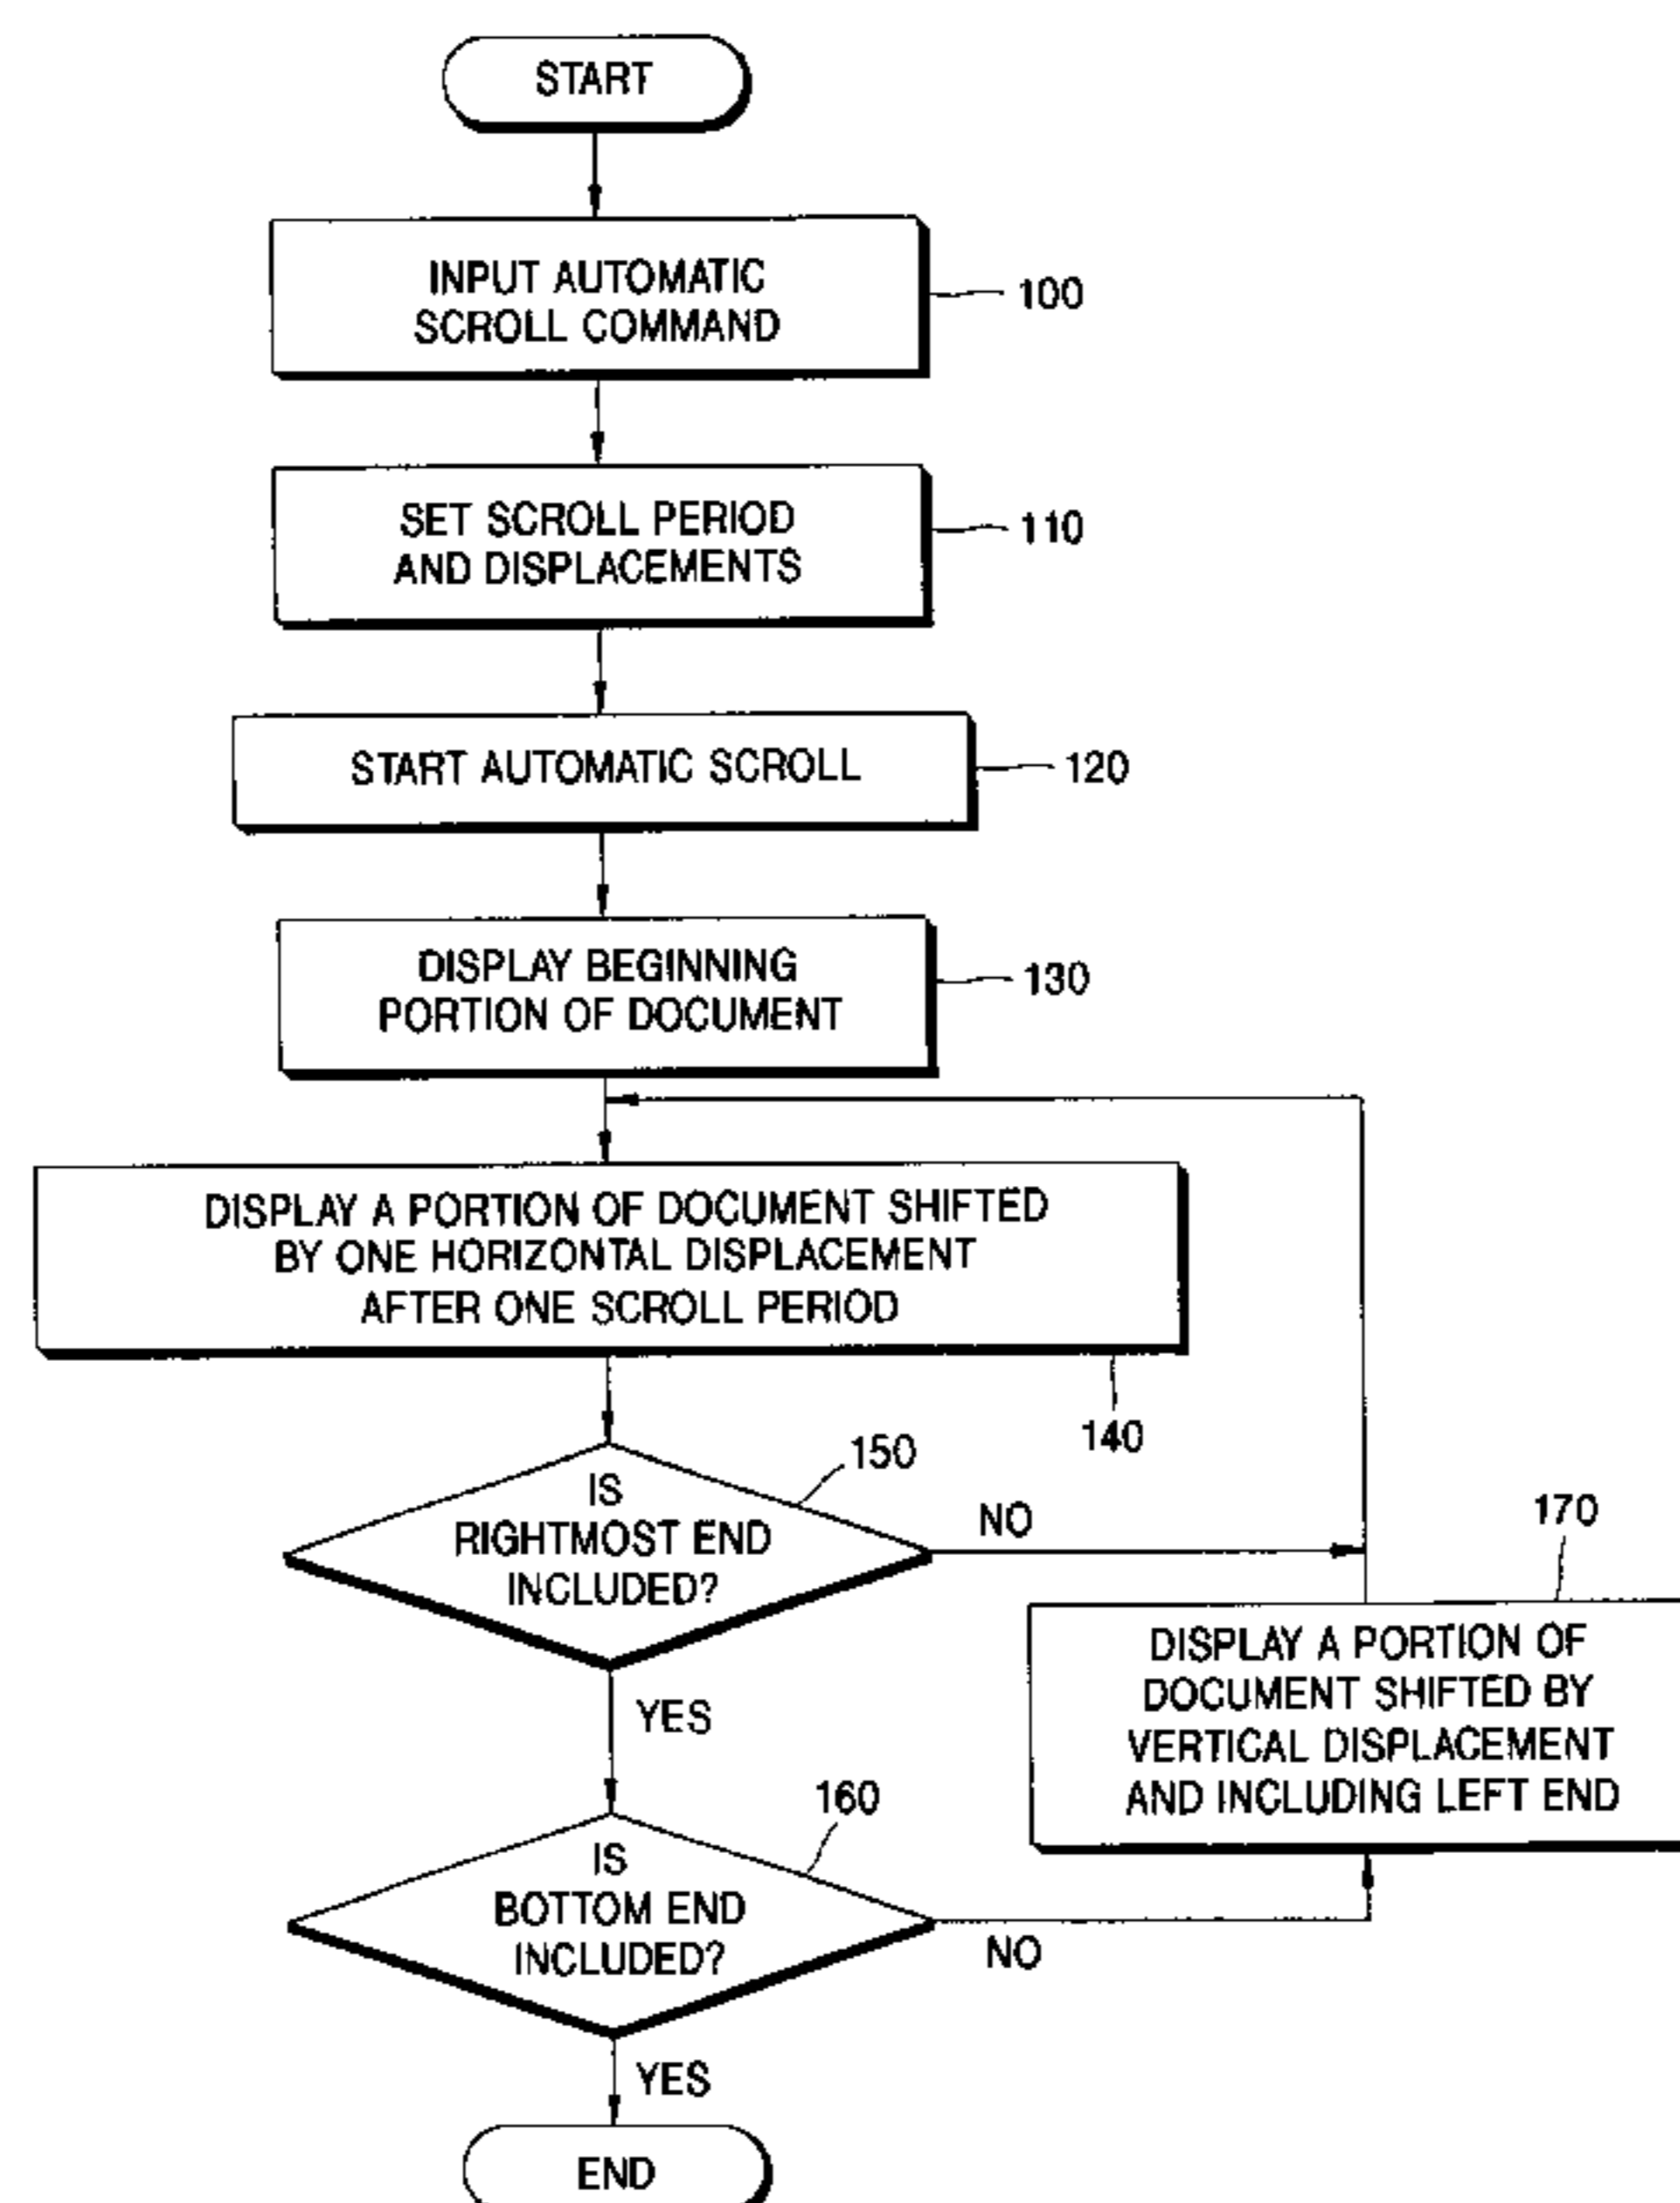 START
INPUT AUTOMATIC
SCROLL COMMAND
100
SET SCROLL PERIOD
AND DISPLACEMENTS
110
START AUTOMATIC SCROLL
120
DISPLAY BEGINNING
PORTION OF DOCUMENT
130
DISPLAY A PORTION OF DOCUMENT SHIFTED
BY ONE HORIZONTAL DISPLACEMENT
AFTER ONE SCROLL PERIOD
140
150
IS
RIGHTMOST END
INCLUDED?
NO
YES
170
DISPLAY A PORTION OF
DOCUMENT SHIFTED BY
VERTICAL DISPLACEMENT
AND INCLUDING LEFT END
160
IS
BOTTOM END
INCLUDED?
NO
YES
END